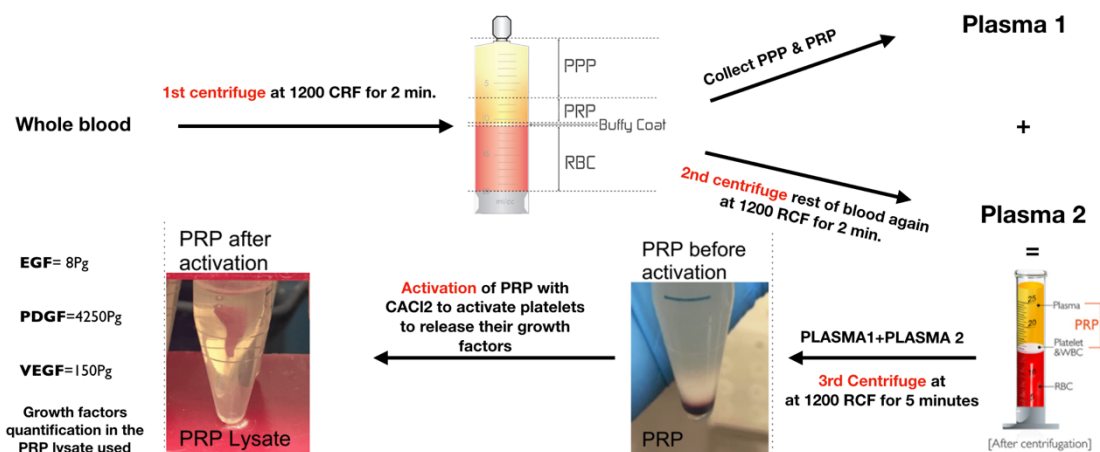 Whole blood
1st centrifuge at 1200 CRF for 2 min.
PPP
PRP
Buffy Coat
RBC
Collect PPP & PRP
Plasma 1
+
2nd centrifuge rest of blood again
at 1200 RCF for 2 min.
Plasma 2
=
25
20
10
Plasma
Platelet
&WBC
RBC
PRP
[After centrifugation]
PLASMA1+PLASMA 2
3rd Centrifuge at
at 1200 RCF for 5 minutes
PRP before
activation
PRP
Activation of PRP with
CACl2 to activate platelets
to release their growth
factors
PRP after
activation
PRP Lysate
EGF= 8Pg
PDGF=4250Pg
VEGF=150Pg
Growth factors
quantification in the
PRP lysate used